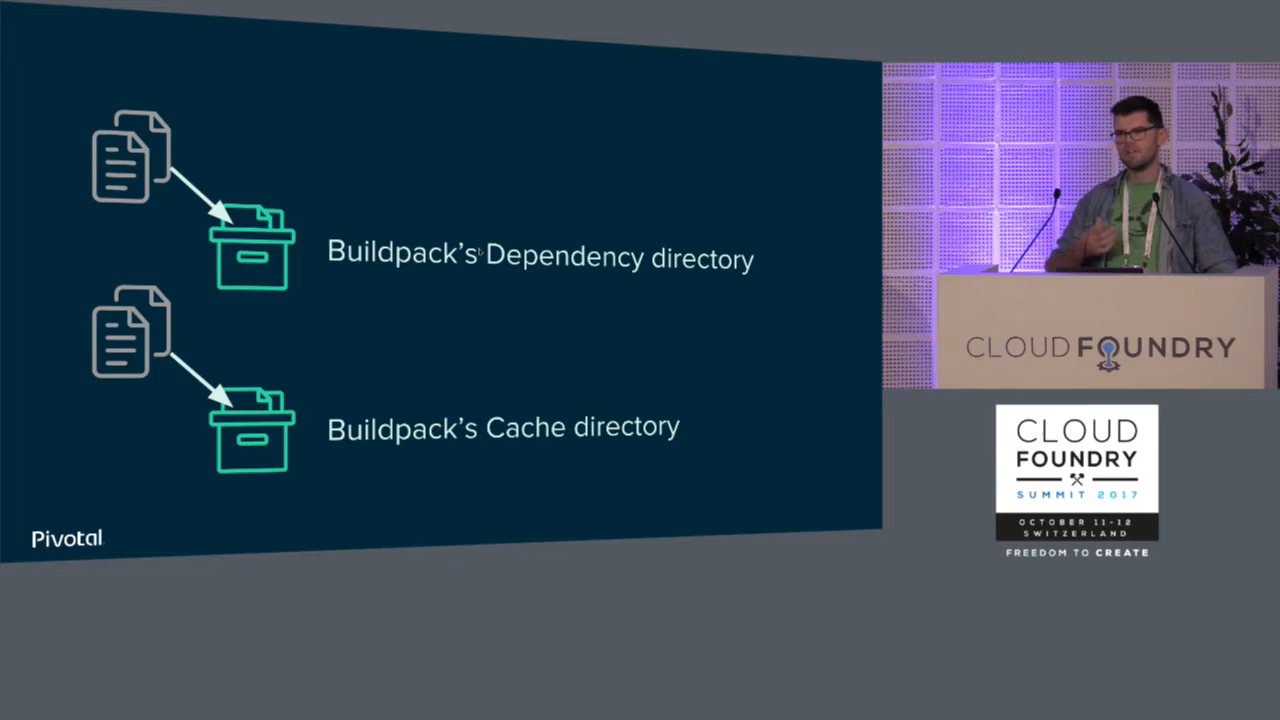 Buildpack's Dependency directory
Buildpack's Cache directory
Pivotal
CLOUD FOUNDRY
CLOUD
FOUNDRY
SUMMIT 2017
OCTOBER 11-12
SWITZERLAND
FREEDOM TO CREATE